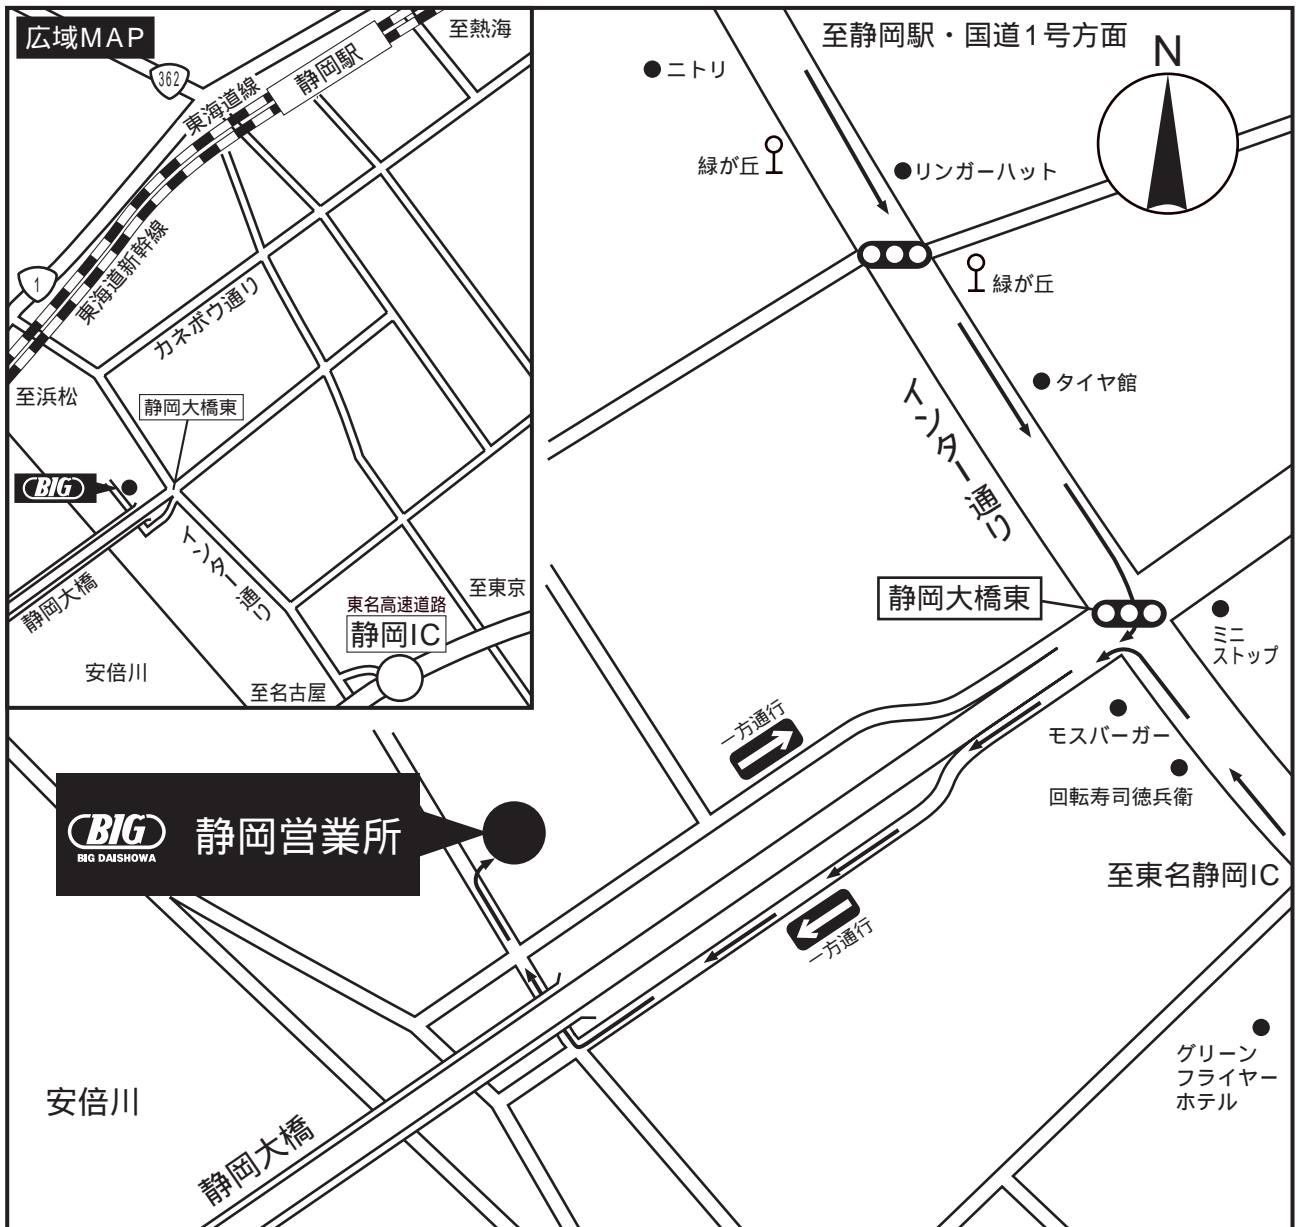 広域MAP
至熱海
362
静岡駅
東海道線
1
東海道新幹線
カネボウ通り
至浜松
静岡大橋東
BIG
インター通り
静岡大橋
東名高速道路
静岡IC
至東京
安倍川
至名古屋
至静岡駅・国道1号方面
N
ニトリ
緑が丘
リンガーハット
緑が丘
タイヤ館
インター通り
静岡大橋東
ミニ
ストップ
モスバーガー
回転寿司徳兵衛
一方通行
BIG
BIG DAISHOWA
静岡営業所
至東名静岡IC
一方通行
グリーン
フライヤー
ホテル
安倍川
静岡大橋